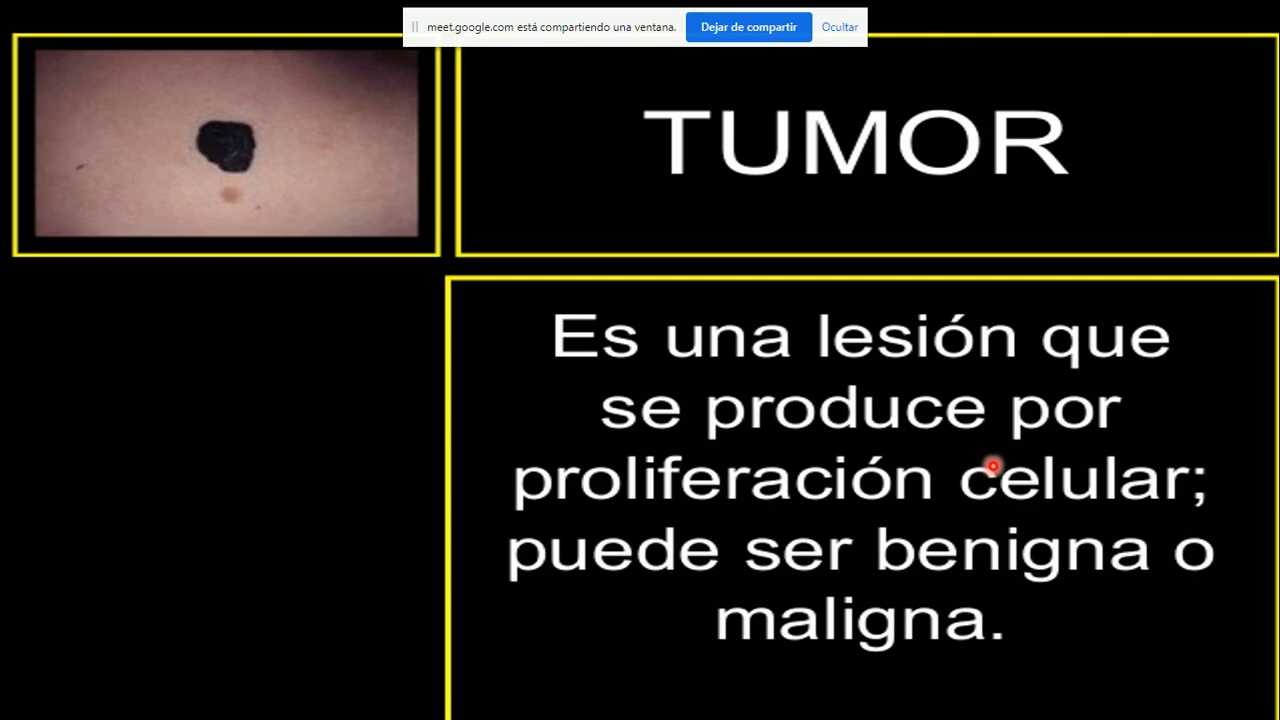 meet.google.com está compartiendo una ventana. Dejar de compartir Ocultar
TUMOR
Es una lesión que
se produce por
proliferación celular;
puede ser benigna o
maligna.